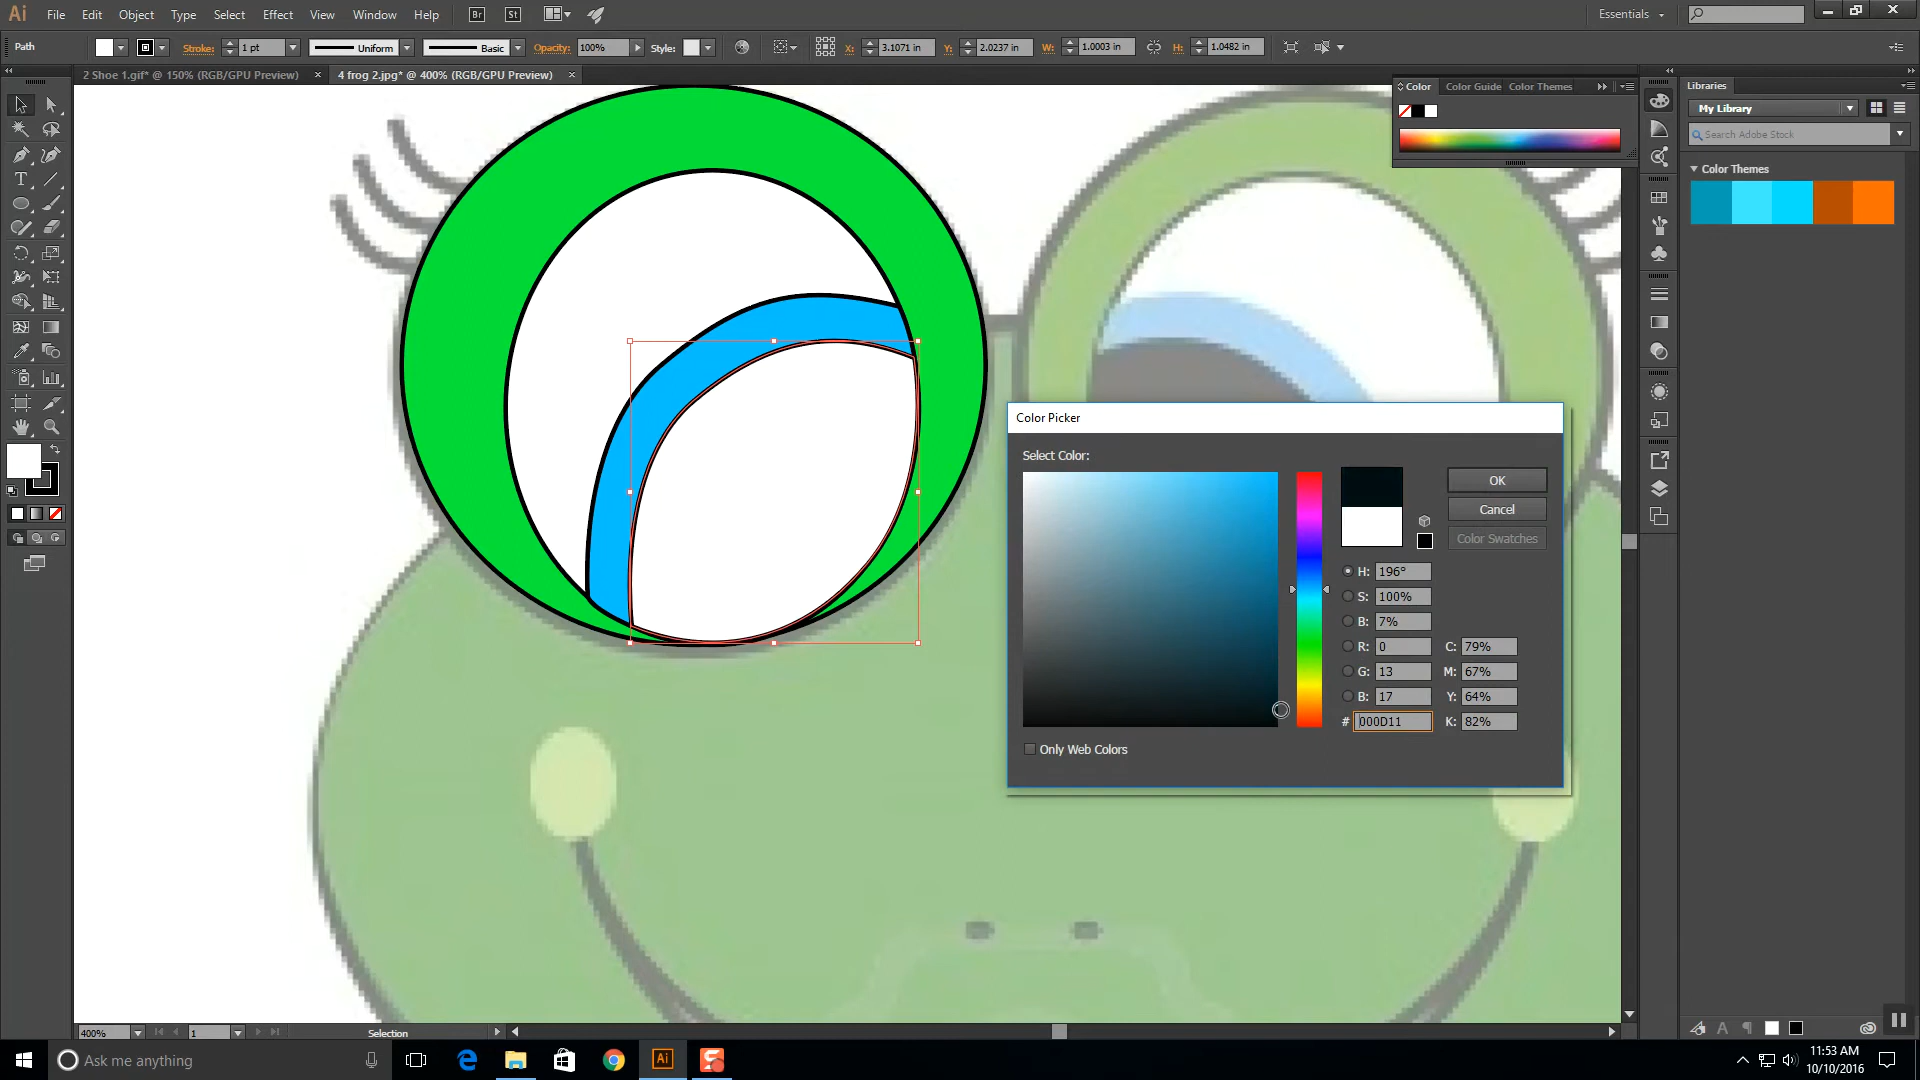 Ai File Edit Object Type Select Effect View Window Help Br St Essentials
Path Stroke: 1 pt Uniform Basic Opacity: 100% Style: X: 3.1071 in Y: 2.0237 in W: 1.0003 in H: 1.0482 in
2 Shoe 1.gif* @ 150% (RGB/GPU Preview) × 4 frog 2.jpg* @ 400% (RGB/GPU Preview) ×
Color Color Guide Color Themes
Libraries
My Library
Search Adobe Stock
Color Themes
Color Picker
Select Color:
OK
Cancel
Color Swatches
H: 196°
S: 100%
B: 7%
R: 0 C: 79%
G: 13 M: 67%
B: 17 Y: 64%
# 000D11 K: 82%
Only Web Colors
400% 1 Selection
Ask me anything
Ai
11:53 AM
10/10/2016